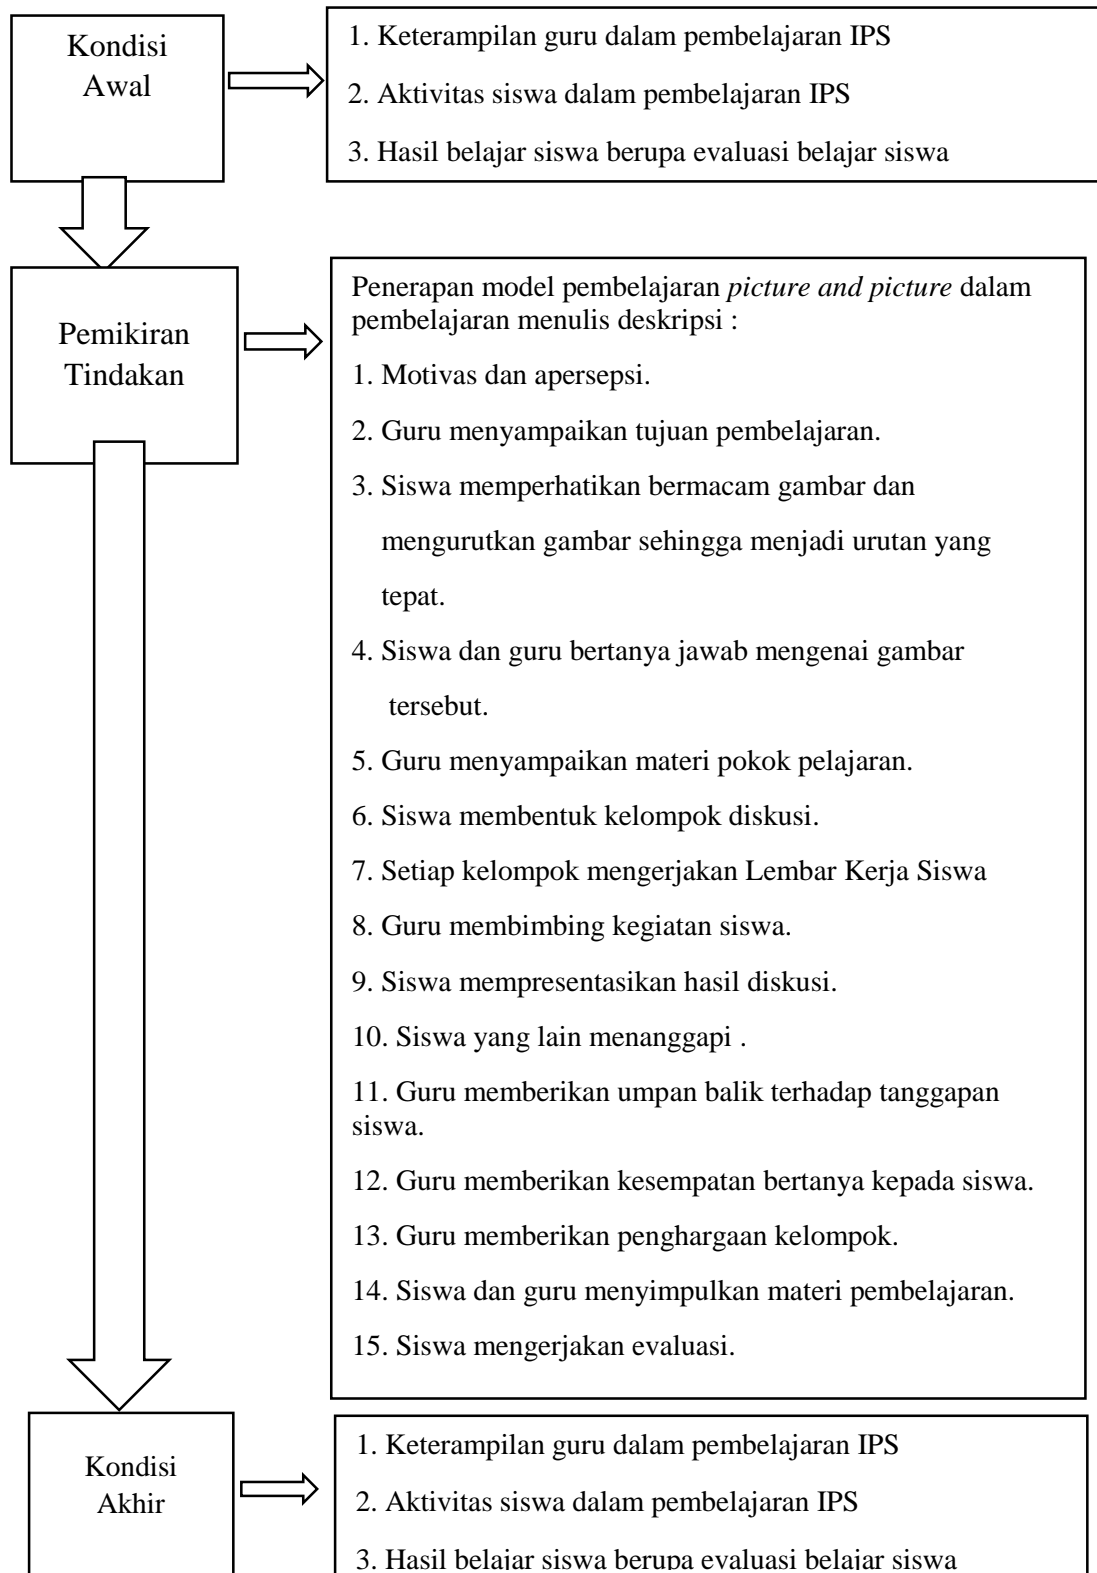 Kondisi
Awal
1. Keterampilan guru dalam pembelajaran IPS
2. Aktivitas siswa dalam pembelajaran IPS
3. Hasil belajar siswa berupa evaluasi belajar siswa
Pemikiran
Tindakan
Penerapan model pembelajaran picture and picture dalam
pembelajaran menulis deskripsi :
1. Motivas dan apersepsi.
2. Guru menyampaikan tujuan pembelajaran.
3. Siswa memperhatikan bermacam gambar dan
mengurutkan gambar sehingga menjadi urutan yang
tepat.
4. Siswa dan guru bertanya jawab mengenai gambar
tersebut.
5. Guru menyampaikan materi pokok pelajaran.
6. Siswa membentuk kelompok diskusi.
7. Setiap kelompok mengerjakan Lembar Kerja Siswa
8. Guru membimbing kegiatan siswa.
9. Siswa mempresentasikan hasil diskusi.
10. Siswa yang lain menanggapi .
11. Guru memberikan umpan balik terhadap tanggapan
siswa.
12. Guru memberikan kesempatan bertanya kepada siswa.
13. Guru memberikan penghargaan kelompok.
14. Siswa dan guru menyimpulkan materi pembelajaran.
15. Siswa mengerjakan evaluasi.
Kondisi
Akhir
1. Keterampilan guru dalam pembelajaran IPS
2. Aktivitas siswa dalam pembelajaran IPS
3. Hasil belajar siswa berupa evaluasi belajar siswa